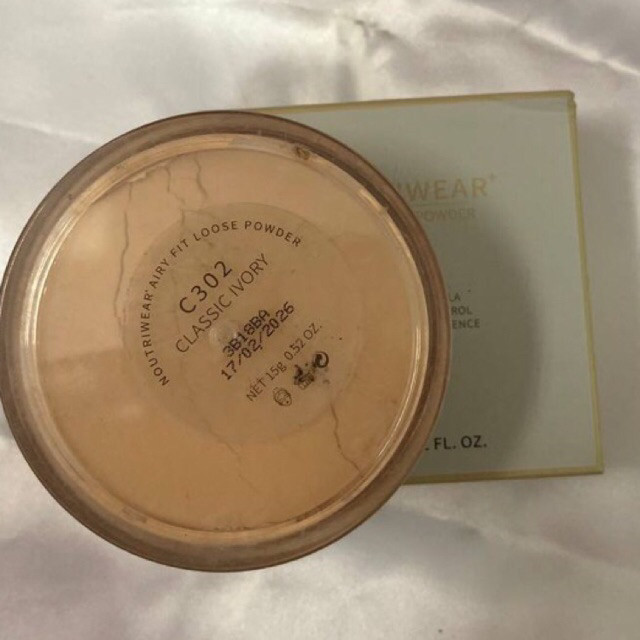 NOUTRIWEAR+ AIRY FIT LOOSE POWDER
C302
CLASSIC IVORY
3B18BA
17/02/2026
NET 15g 0.52 OZ.
WEAR+
POWDER
LA
ROL
ENCE
FL. OZ.